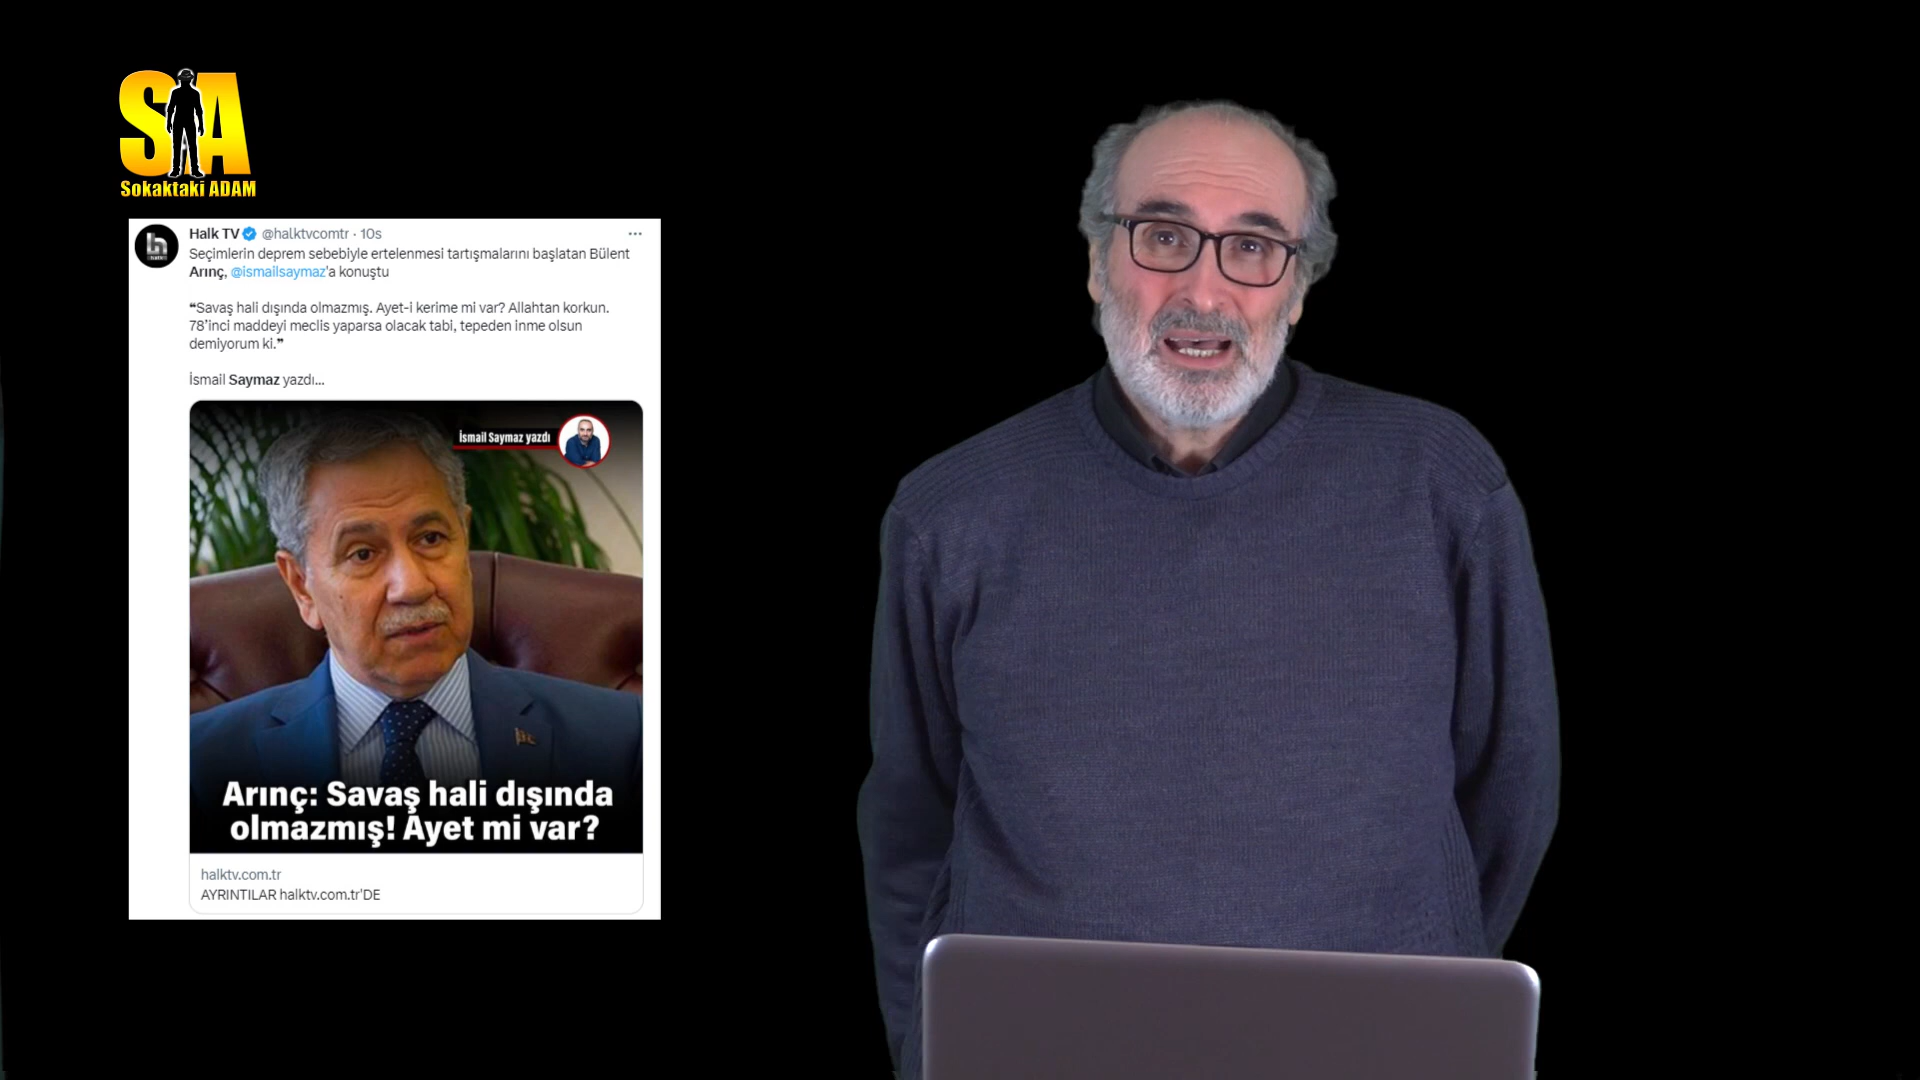 SA
Sokaktaki ADAM
Halk TV @halktvcomtr · 10s
Seçimlerin deprem sebebiyle ertelenmesi tartışmalarını başlatan Bülent
Arınç, @ismailsaymaz'a konuştu
❝Savaş hali dışında olmazmış. Ayet-i kerime mi var? Allahtan korkun.
78’inci maddeyi meclis yaparsa olacak tabi, tepeden inme olsun
demiyorum ki.❞
İsmail Saymaz yazdı...
İsmail Saymaz yazdı
Arınç: Savaş hali dışında
olmazmış! Ayet mi var?
halktv.com.tr
AYRINTILAR halktv.com.tr'DE